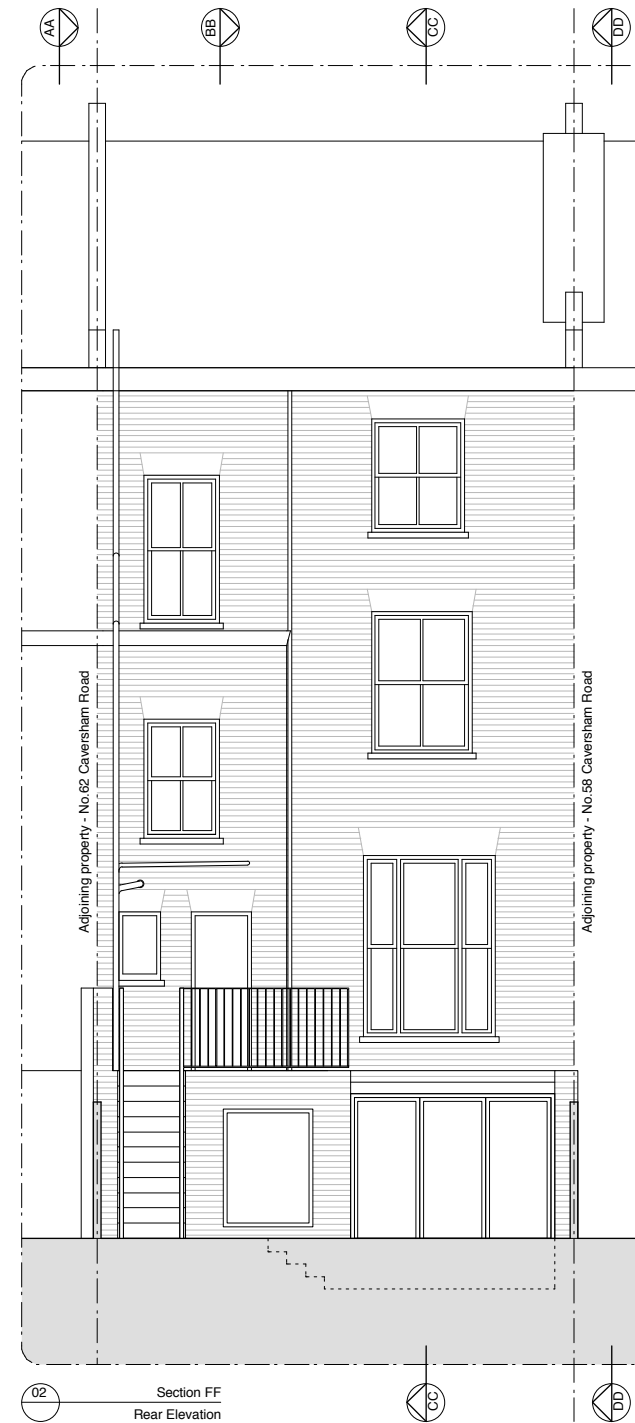 AA
BB
CC
DD
Adjoining property - No.62 Caversham Road
Adjoining property - No.58 Caversham Road
02
Section FF
Rear Elevation
CC
DD